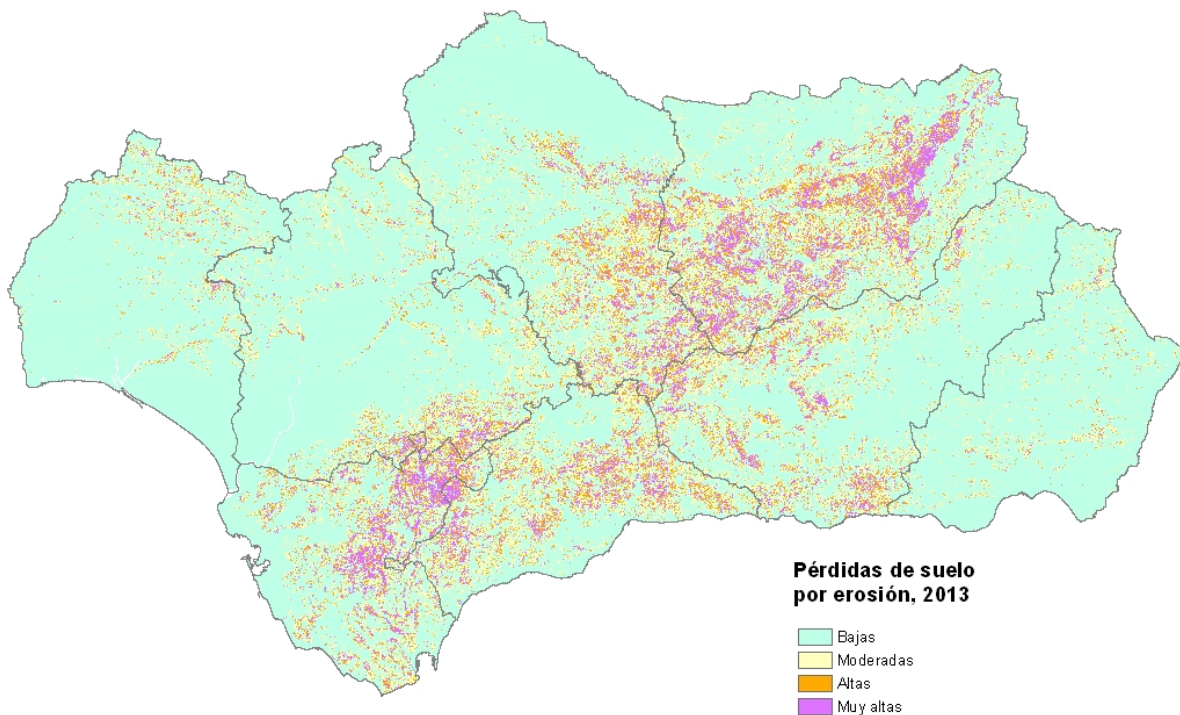 Pérdidas de suelo
por erosión, 2013
Bajas
Moderadas
Altas
Muy altas